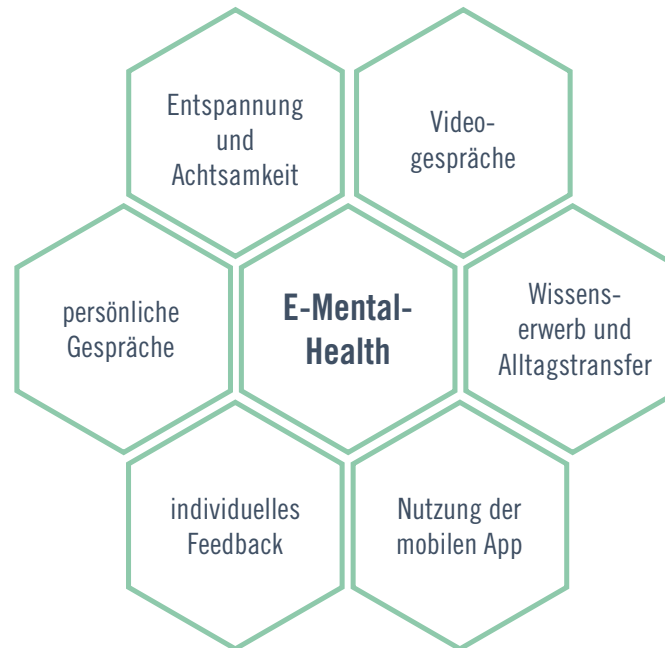 Entspannung
und
Achtsamkeit
Video-
gespräche
persönliche
Gespräche
E-Mental-
Health
Wissens-
erwerb und
Alltagstransfer
individuelles
Feedback
Nutzung der
mobilen App